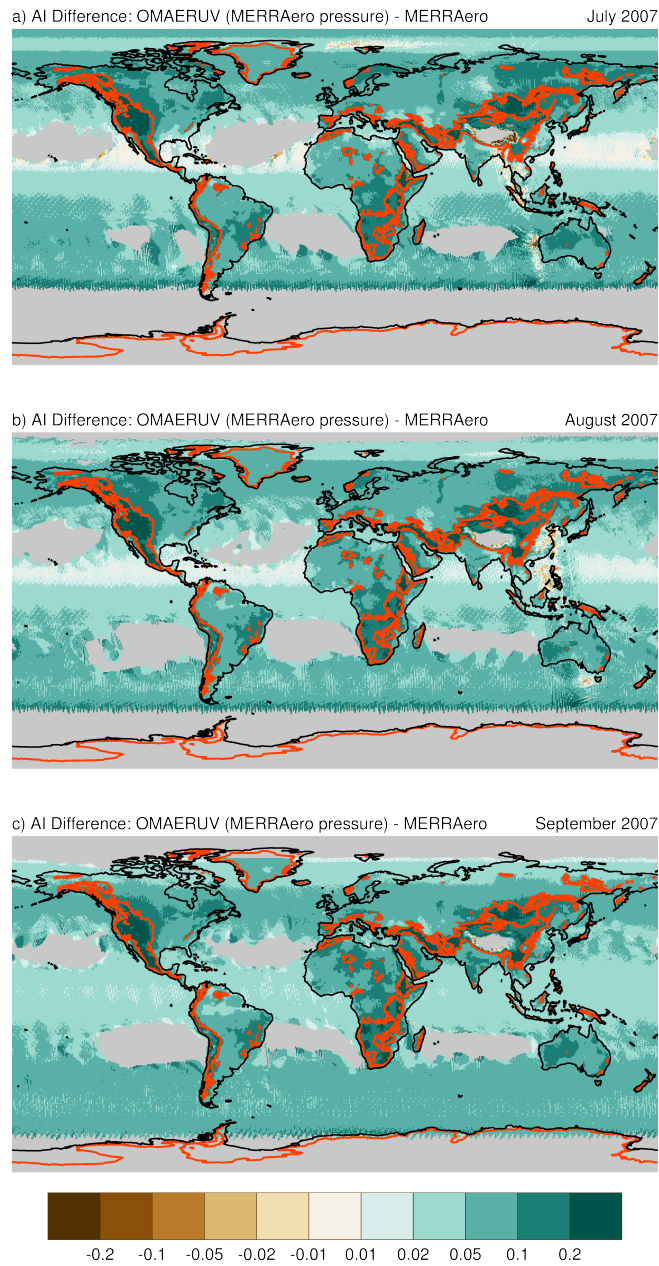 a) AI Difference: OMAERUV (MERRAero pressure) - MERRAero July 2007
b) AI Difference: OMAERUV (MERRAero pressure) - MERRAero August 2007
c) AI Difference: OMAERUV (MERRAero pressure) - MERRAero September 2007
-0.2 -0.1 -0.05 -0.02 -0.01 0.01 0.02 0.05 0.1 0.2